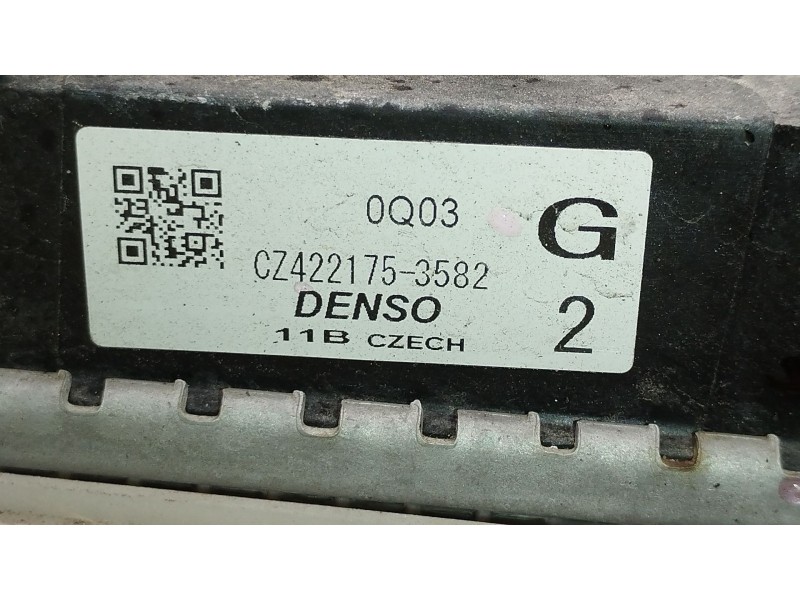 0Q03
G
CZ422175-3582
DENSO
2
11B CZECH